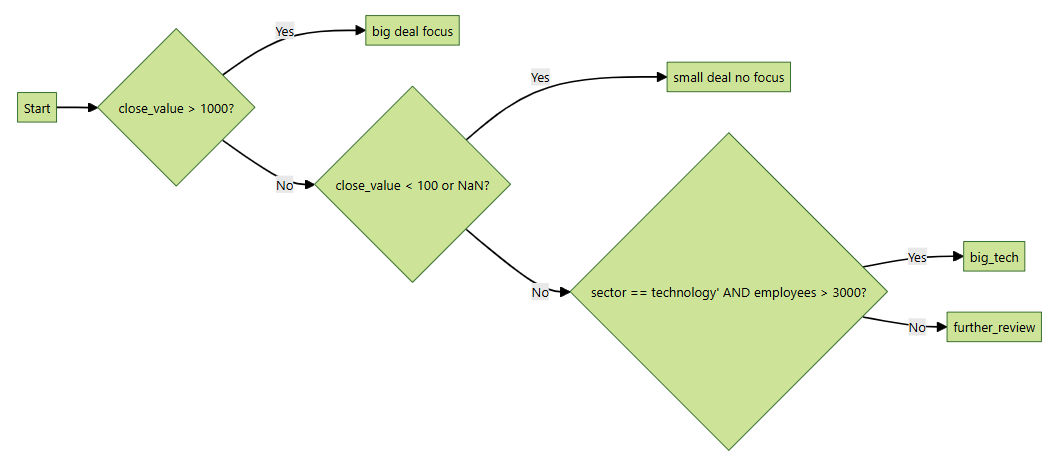 Start
close_value > 1000?
Yes
big deal focus
No
close_value < 100 or NaN?
Yes
small deal no focus
No
sector == technology' AND employees > 3000?
Yes
big_tech
No
further_review